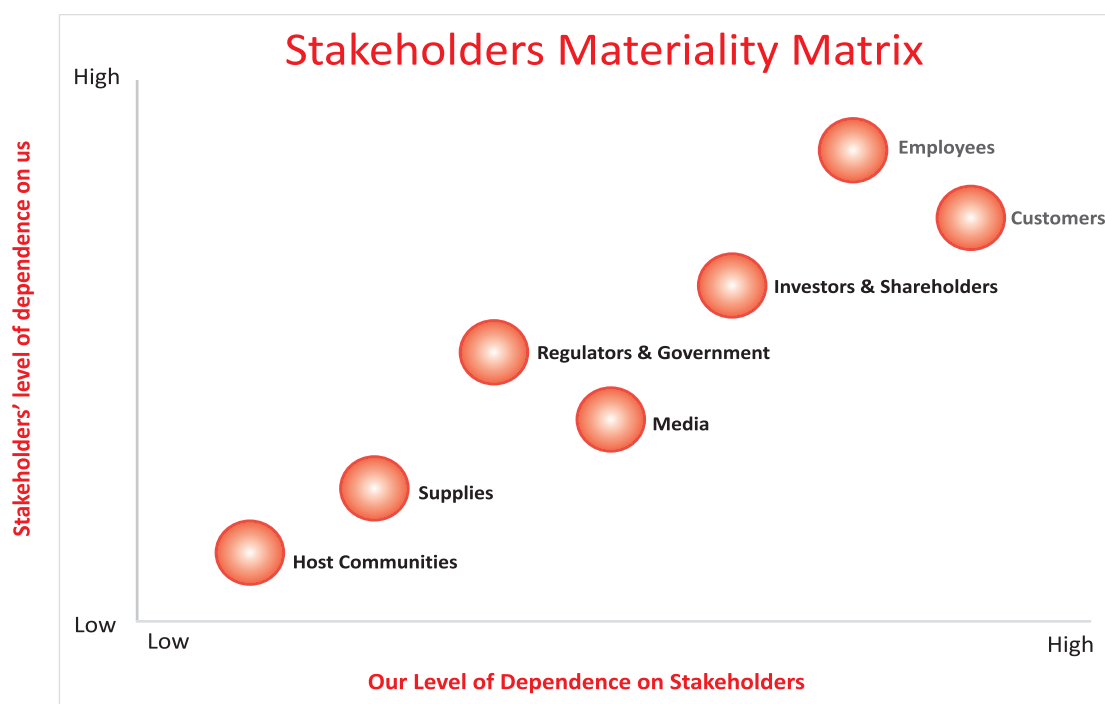 Stakeholders Materiality Matrix
High
Stakeholders' level of dependence on us
Employees
Customers
Investors & Shareholders
Regulators & Government
Media
Supplies
Host Communities
Low
Low
High
Our Level of Dependence on Stakeholders